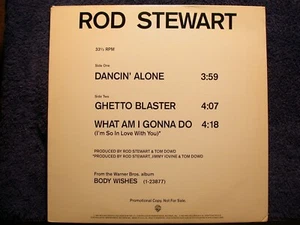 ROD STEWART
33⅓ RPM
Side One
DANCIN' ALONE 3:59
Side Two
GHETTO BLASTER 4:07
WHAT AM I GONNA DO 4:18
(I'm So In Love With You)*
PRODUCED BY ROD STEWART & TOM DOWD
*PRODUCED BY ROD STEWART, JIMMY IOVINE & TOM DOWD
From the Warner Bros. album
BODY WISHES (1-23877)
Promotional Copy. Not For Sale.